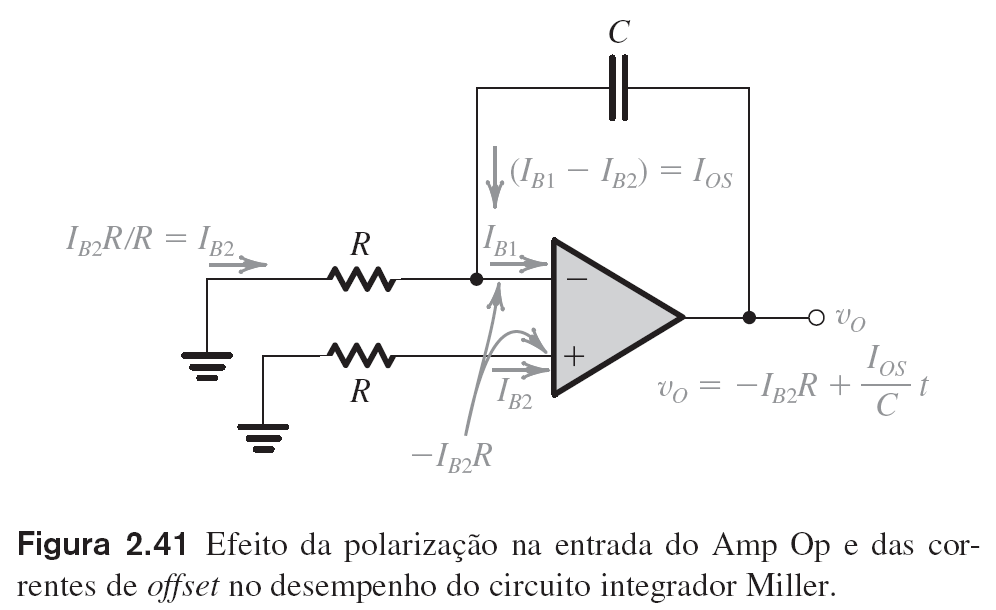 C
(I_B1 − I_B2) = I_OS
I_B2R/R = I_B2
R
I_B1
−
+
v_O
R
I_B2
v_O = −I_B2R + I_OS/C t
−I_B2R
Figura 2.41 Efeito da polarização na entrada do Amp Op e das cor-
rentes de offset no desempenho do circuito integrador Miller.